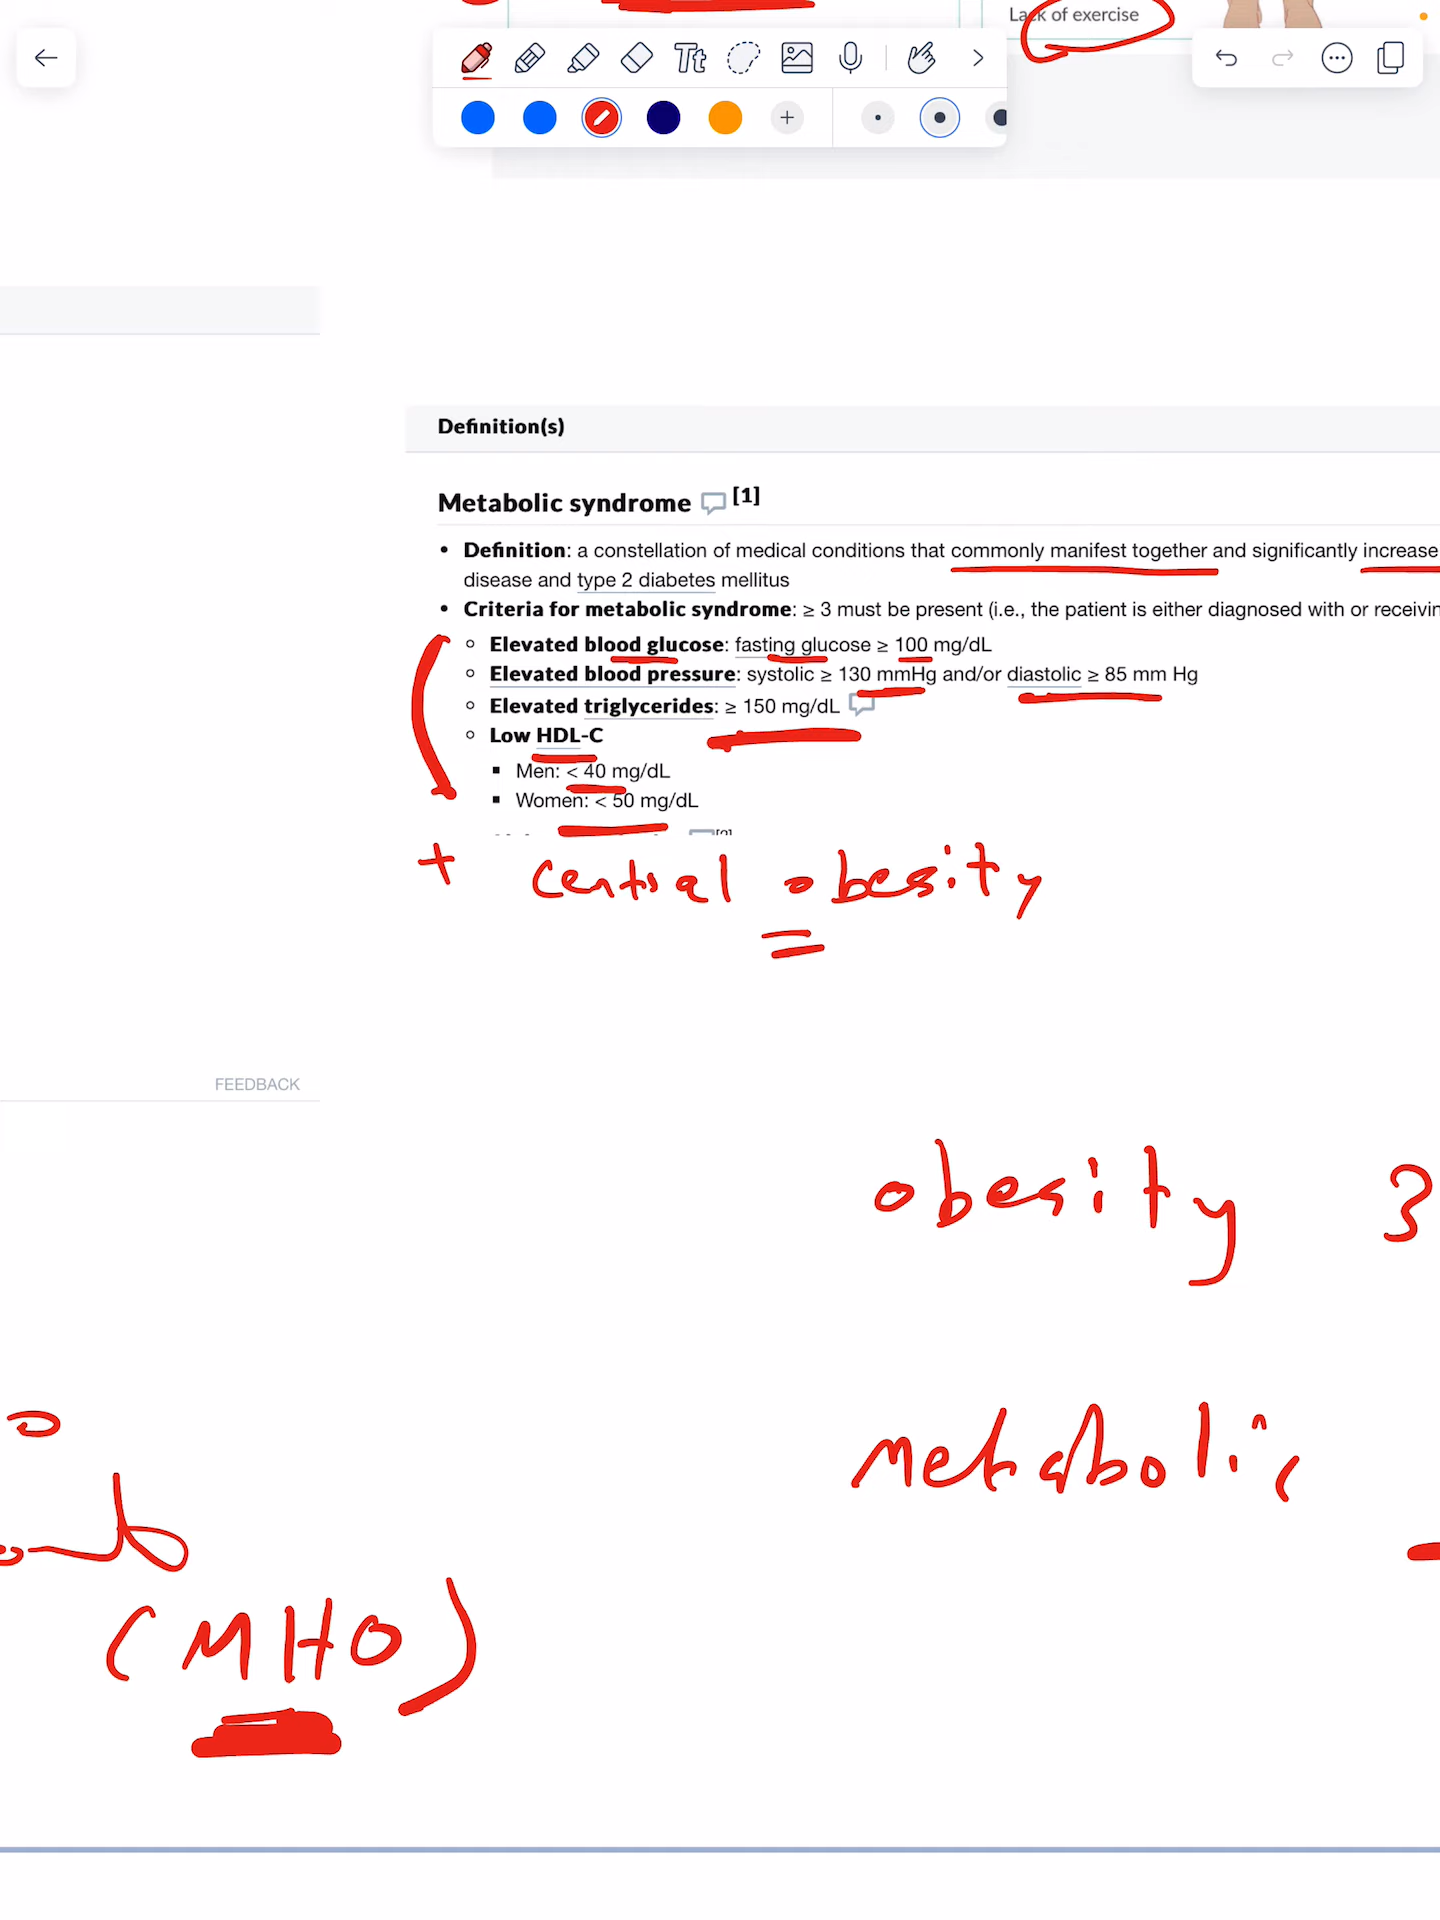 Lack of exercise
Tt
Definition(s)
Metabolic syndrome [1]
• Definition: a constellation of medical conditions that commonly manifest together and significantly increase
disease and type 2 diabetes mellitus
• Criteria for metabolic syndrome: ≥ 3 must be present (i.e., the patient is either diagnosed with or receivin
Elevated blood glucose: fasting glucose ≥ 100 mg/dL
Elevated blood pressure: systolic ≥ 130 mmHg and/or diastolic ≥ 85 mm Hg
Elevated triglycerides: ≥ 150 mg/dL
Low HDL-C
Men: < 40 mg/dL
Women: < 50 mg/dL
+ central obesity
FEEDBACK
obesity 3
metabolic
(MHO)